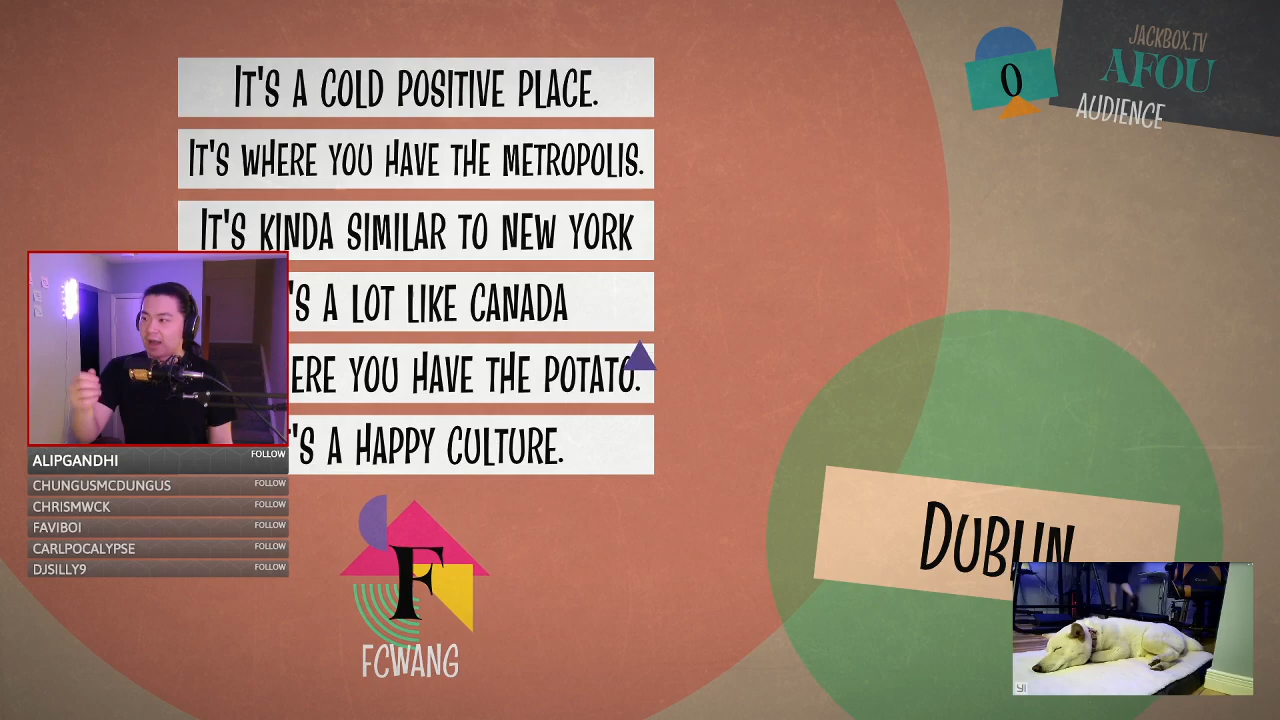 IT'S A COLD POSITIVE PLACE.
IT'S WHERE YOU HAVE THE METROPOLIS.
IT'S KINDA SIMILAR TO NEW YORK
'S A LOT LIKE CANADA
ERE YOU HAVE THE POTATO.
'S A HAPPY CULTURE.
JACKBOX.TV
AFOU
0
AUDIENCE
ALIPGANDHI FOLLOW
CHUNGUSMCDUNGUS FOLLOW
CHRISMWCK FOLLOW
FAVIBOI FOLLOW
CARLPOCALYPSE FOLLOW
DJSILLY9 FOLLOW
F
FCWANG
DUBLIN
YI